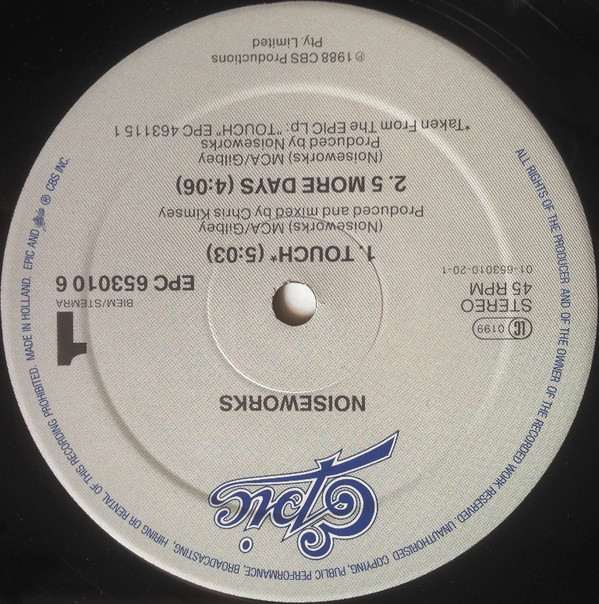 Epic
NOISEWORKS
LC 0199
STEREO
45 RPM
01-653010-20-1
1
BIEM/STEMRA
EPC 653010 6
1. TOUCH* (5:03)
(Noiseworks) MCA/Gilbey
Produced and mixed by Chris Kimsey
2. 5 MORE DAYS (4:06)
(Noiseworks) MCA/Gilbey
Produced by Noiseworks
*Taken From The EPIC Lp: "TOUCH" EPC 463115 1
℗ 1988 CBS Productions
Pty. Limited
ALL RIGHTS OF THE PRODUCER AND OF THE OWNER OF THE RECORDED WORK RESERVED. UNAUTHORISED COPYING, PUBLIC PERFORMANCE, BROADCASTING, HIRING OR RENTAL OF THIS RECORDING PROHIBITED. MADE IN HOLLAND. EPIC AND Epic ® CBS INC.